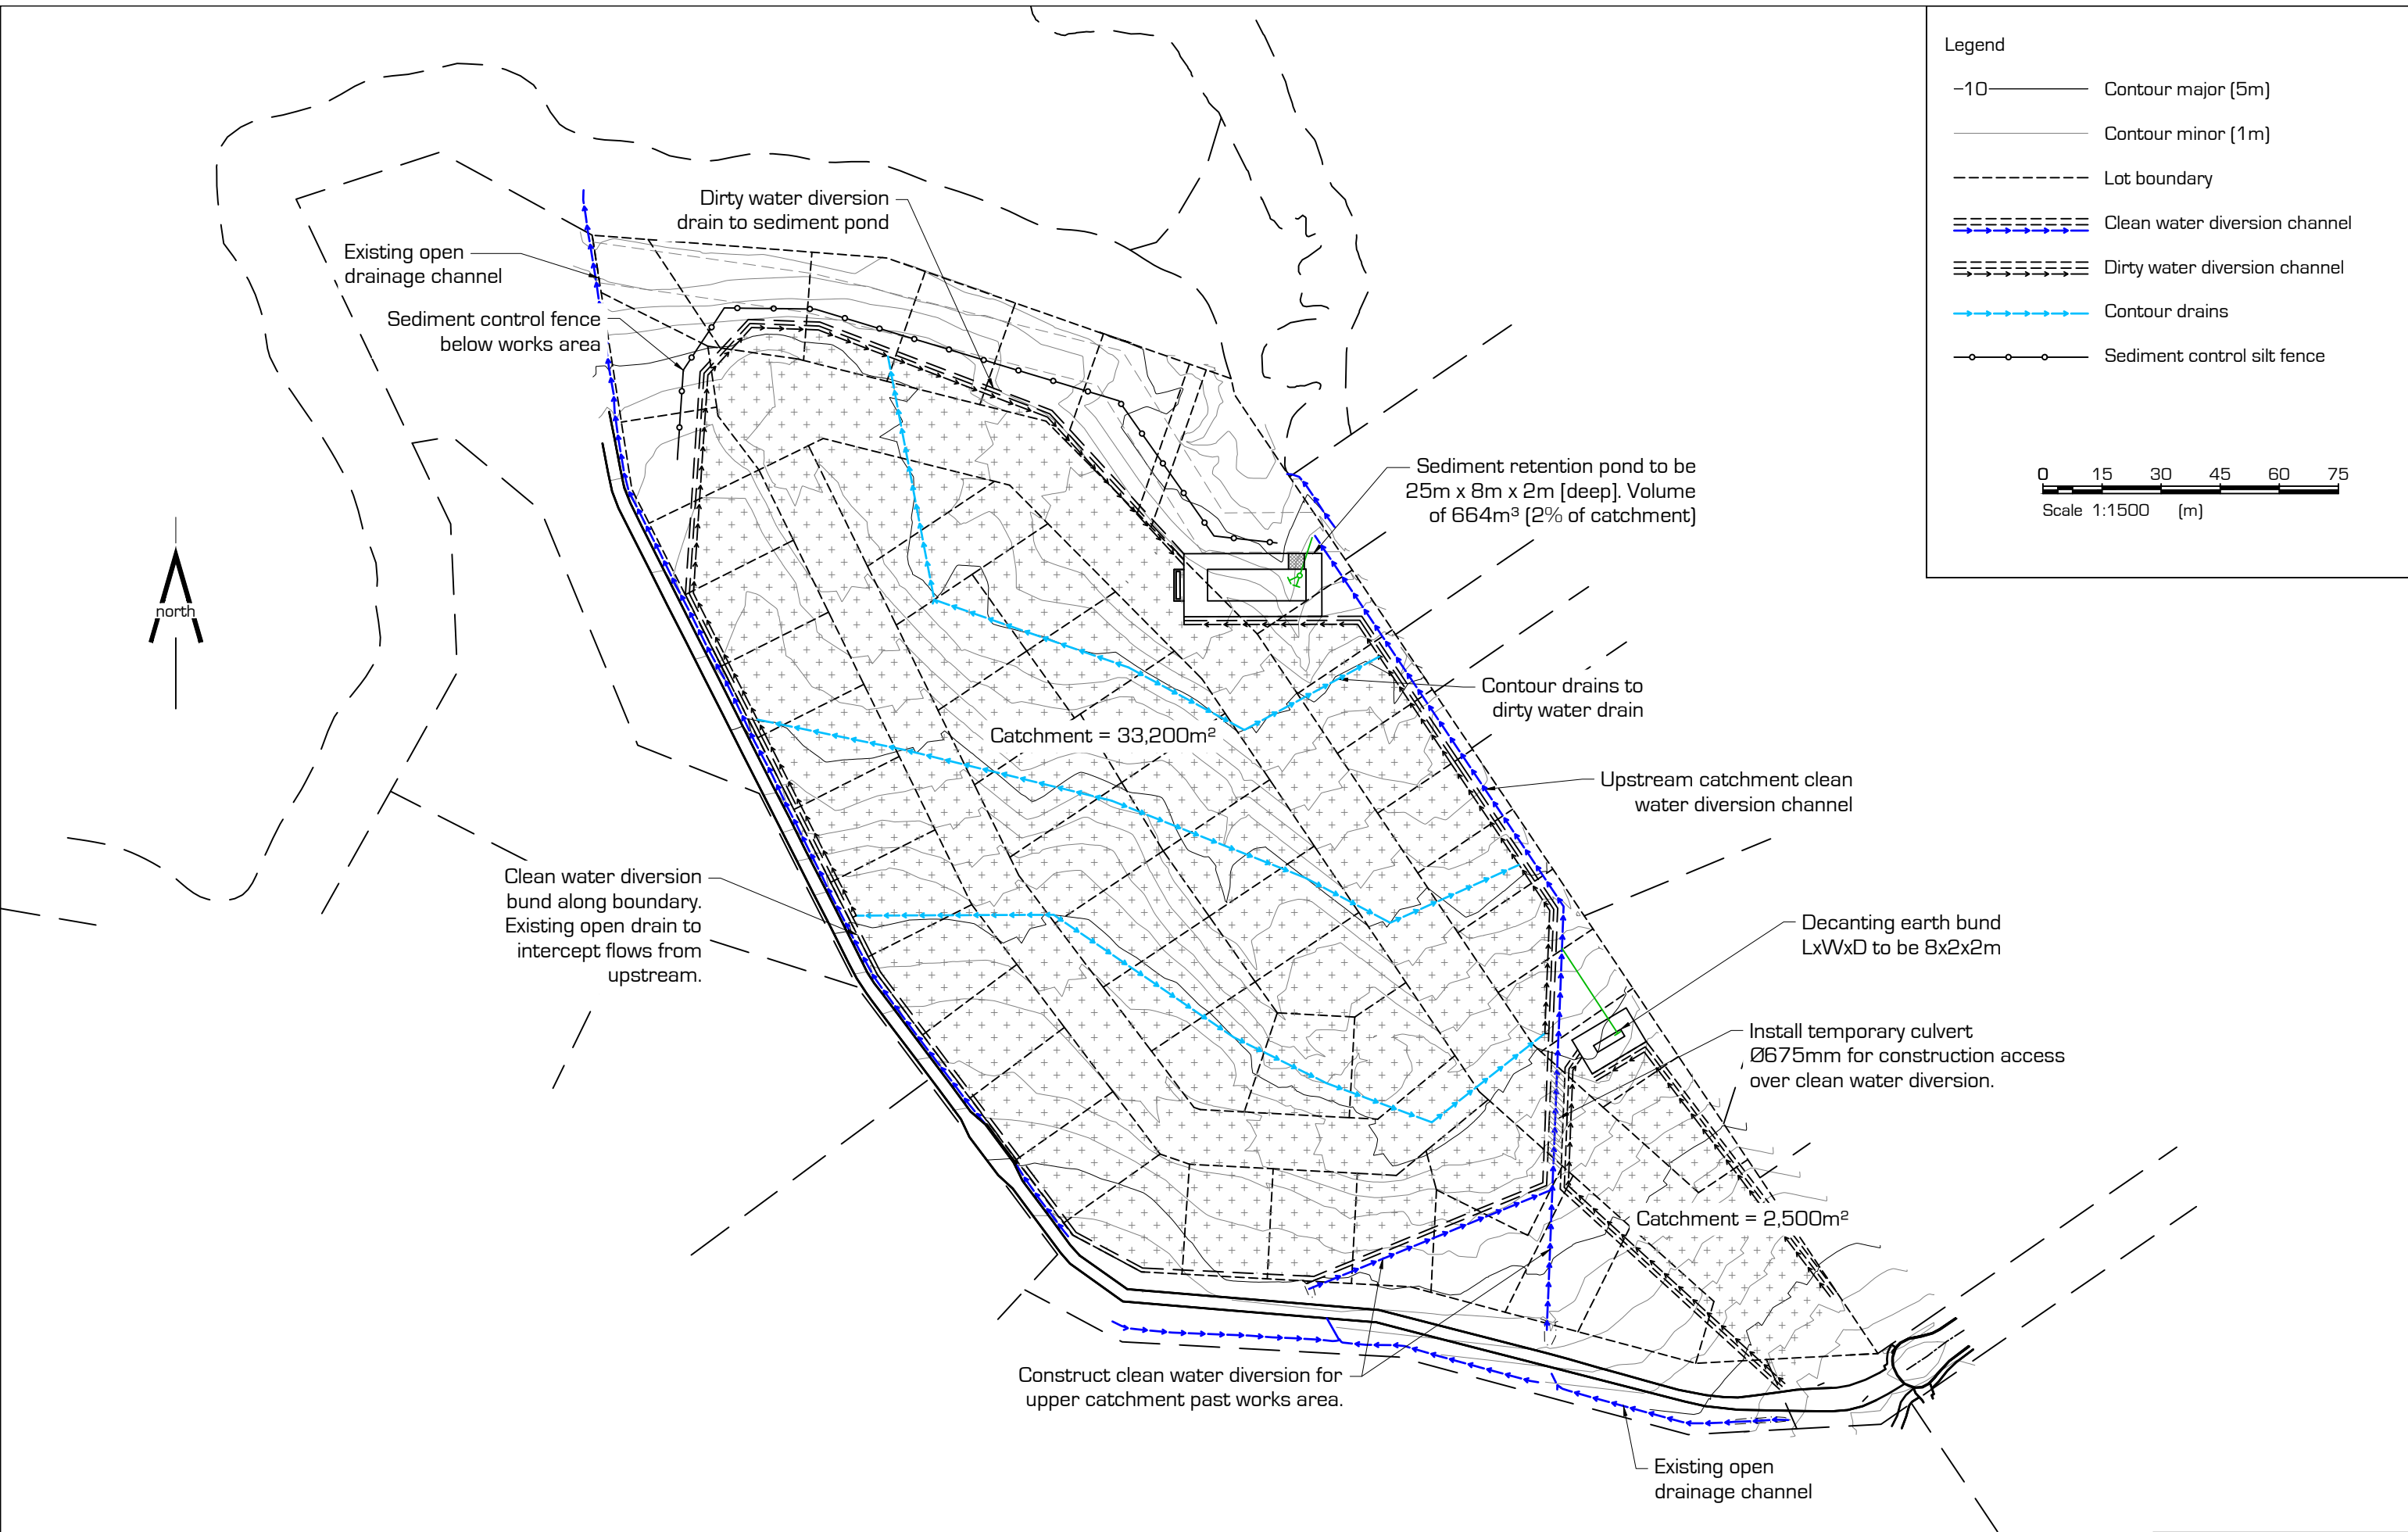 Legend
-10-
Contour major (5m)
Contour minor (1m)
Lot boundary
Clean water diversion channel
Dirty water diversion channel
Contour drains
Sediment control silt fence
0 15 30 45 60 75
Scale 1:1500 (m)
Dirty water diversion
drain to sediment pond
Existing open
drainage channel
Sediment control fence
below works area
north
Sediment retention pond to be
25m x 8m x 2m (deep). Volume
of 664m³ (2% of catchment)
Contour drains to
dirty water drain
Catchment = 33,200m²
Upstream catchment clean
water diversion channel
Clean water diversion
bund along boundary.
Existing open drain to
intercept flows from
upstream.
Decanting earth bund
LxWxD to be 8x2x2m
Install temporary culvert
Ø675mm for construction access
over clean water diversion.
Catchment = 2,500m²
Construct clean water diversion for
upper catchment past works area.
Existing open
drainage channel